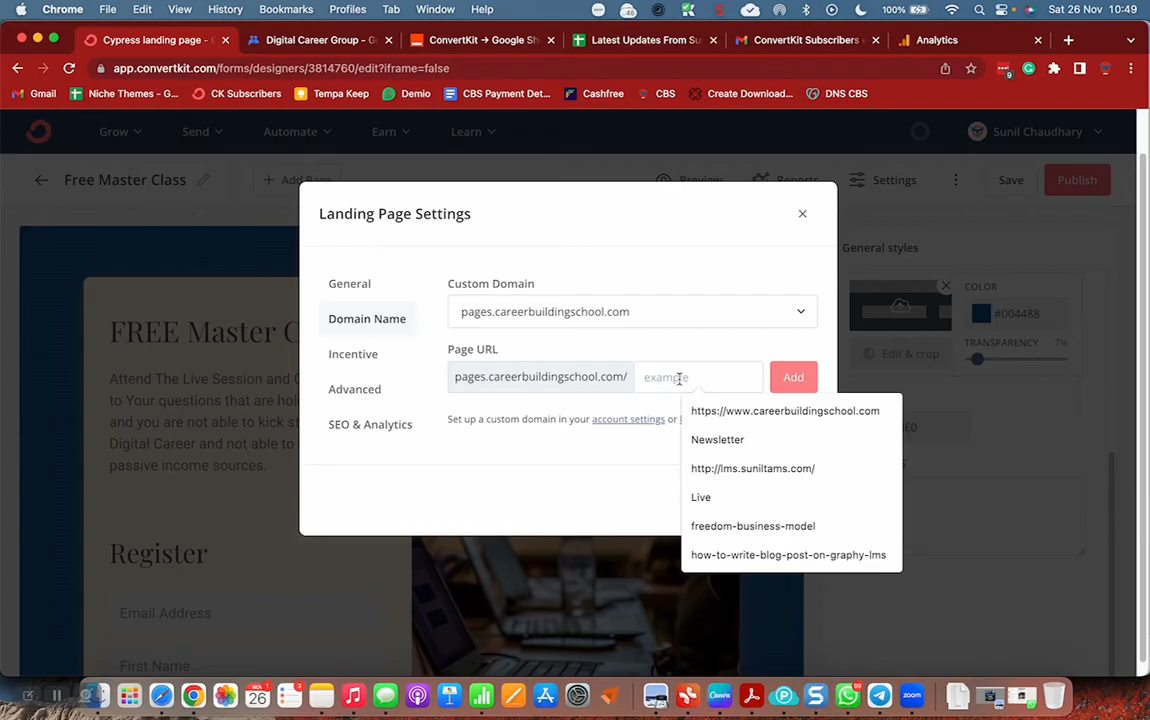 Chrome File Edit View History Bookmarks Profiles Tab Window Help 100% Sat 26 Nov 10:49
Cypress landing page - C Digital Career Group - G ConvertKit → Google Sh Latest Updates From Su ConvertKit Subscribers Analytics
app.convertkit.com/forms/designers/3814760/edit?iframe=false
Gmail Niche Themes - G... CK Subscribers Tempa Keep Demio CBS Payment Det... Cashfree CBS Create Download... DNS CBS
Grow Send Automate Earn Learn Sunil Chaudhary
Free Master Class Add Page Preview Reports Settings Save Publish
Landing Page Settings
General styles
General
Domain Name
Incentive
Advanced
SEO & Analytics
Custom Domain
pages.careerbuildingschool.com
Page URL
pages.careerbuildingschool.com/ example Add
Set up a custom domain in your account settings or
https://www.careerbuildingschool.com
Newsletter
http://lms.suniltams.com/
Live
freedom-business-model
how-to-write-blog-post-on-graphy-lms
COLOR
#004488
TRANSPARENCY 7%
Edit & crop
FREE Master C
Attend The Live Session and G
to Your questions that are no
and you are not able to kick st
Digital Career and not able to
passive income sources.
Register
Email Address
First Name